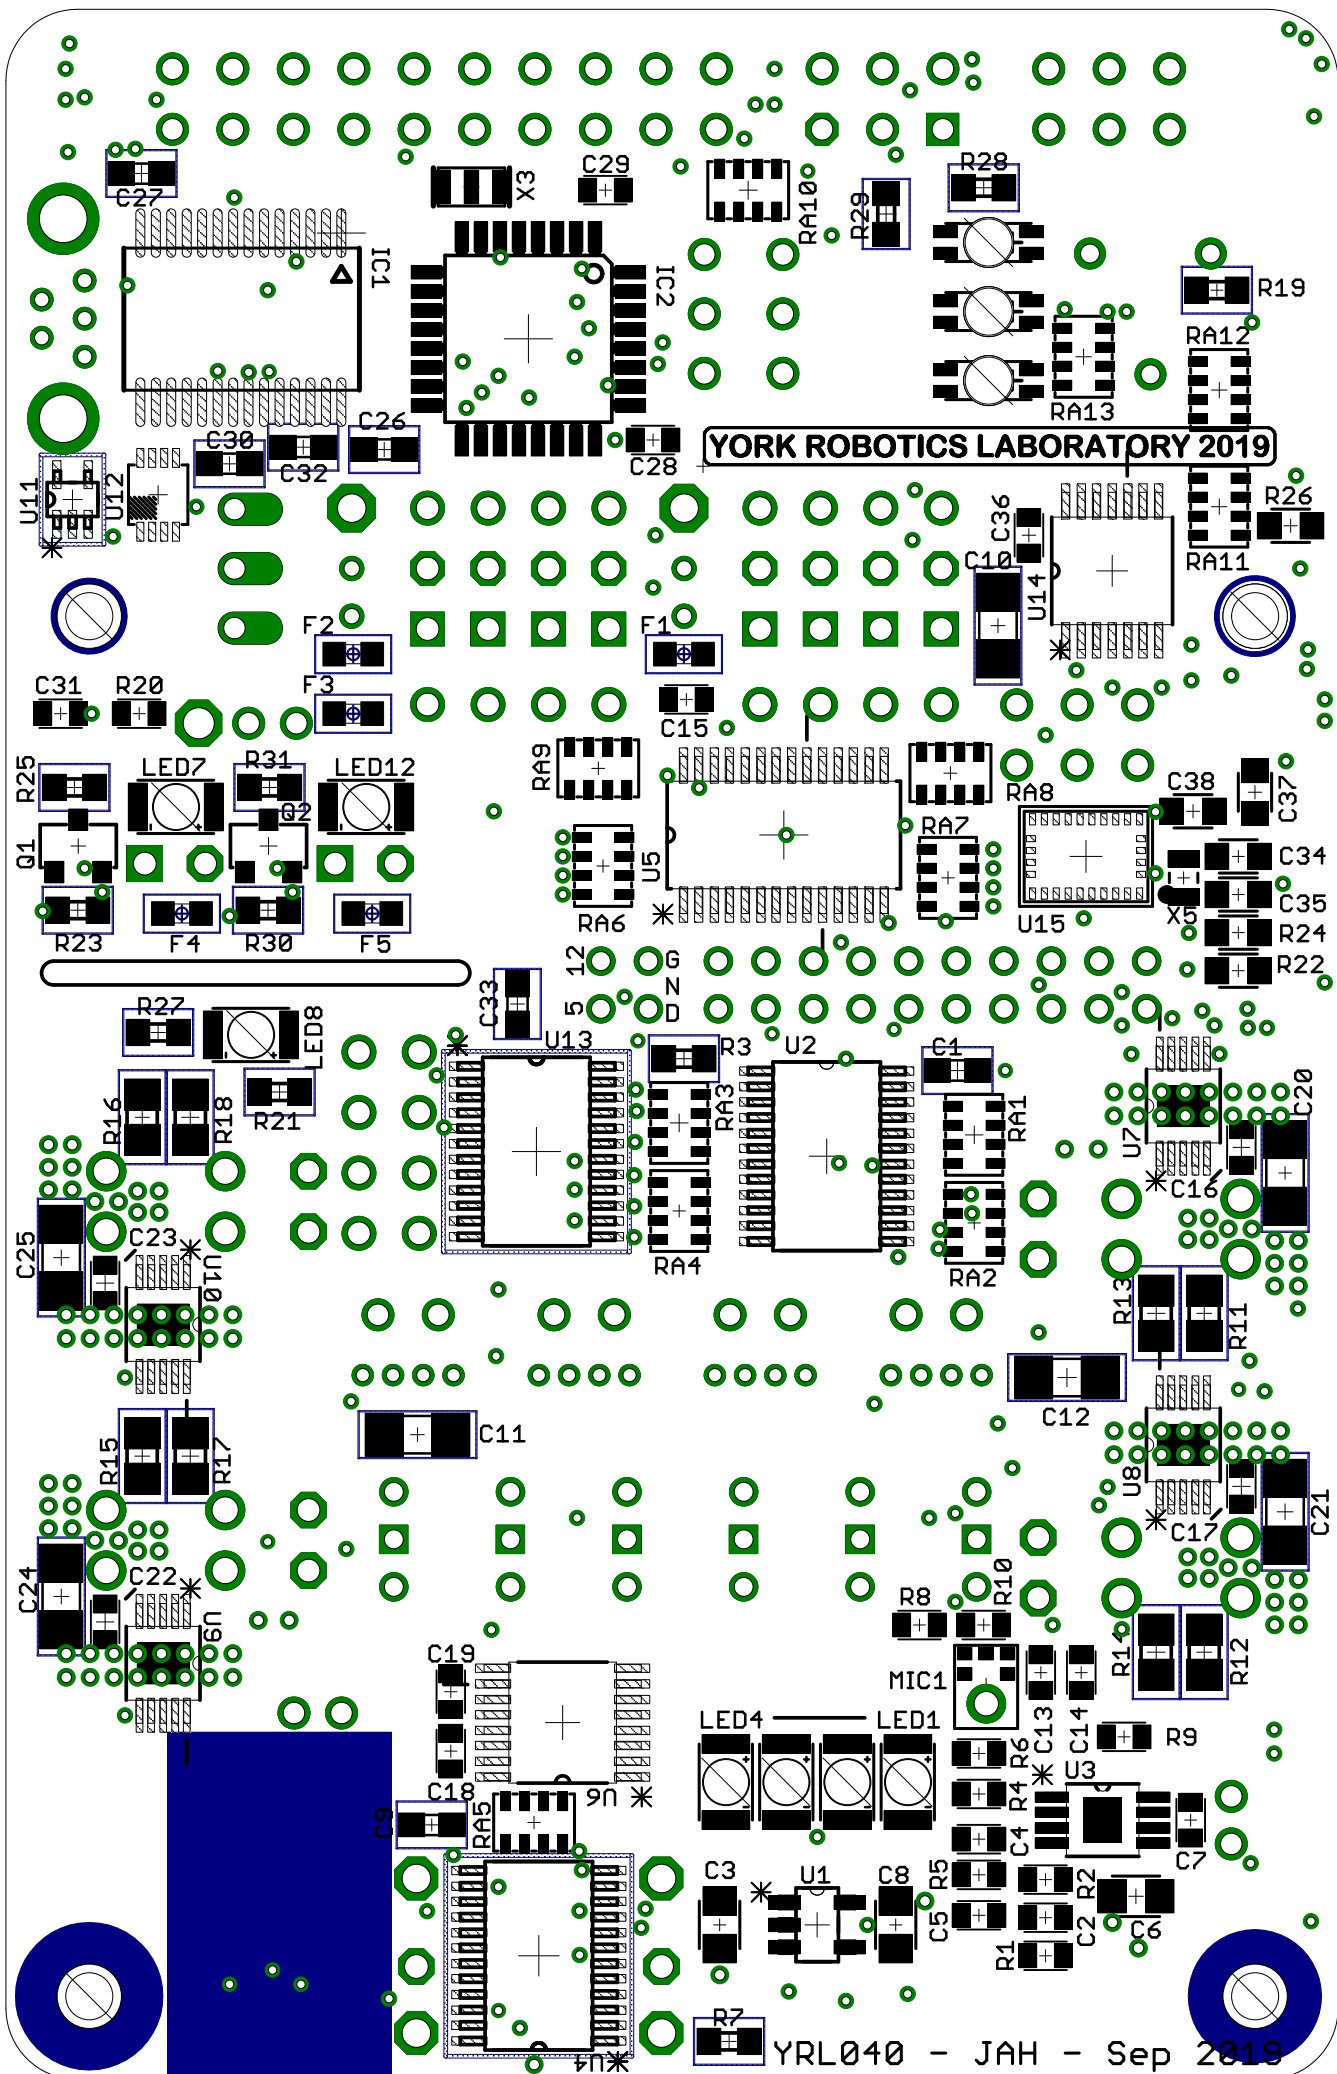 C27
X3
C29
RA10
R29
R28
IC1
IC2
R19
RA12
RA13
C30
C32
C26
C28
YORK ROBOTICS LABORATORY 2019
U11
U12
C36
C10
U14
RA11
R26
F2
F1
F3
C31
R20
C15
R25
LED7
R31
LED12
RA9
RA8
C38
C37
Q1
Q2
U5
RA7
C34
C35
RA6
U15
X5
R24
R23
F4
R30
F5
R22
12
G
N
5
D
R27
LED8
C33
U13
R3
U2
C1
R16
R18
R21
RA3
RA1
U7
C20
C16
C25
C23
U10
RA4
RA2
R13
R11
C12
R15
R17
C11
U8
C21
C17
C24
C22
U9
R8
R10
R14
R12
C19
MIC1
C13
C14
LED4
LED1
R6
R9
U3
C18
U6
R4
C9
RA5
C4
C7
C3
U1
C8
R5
R2
C5
C2
C6
R1
R7
U4
YRL040 - JAH - Sep 2019